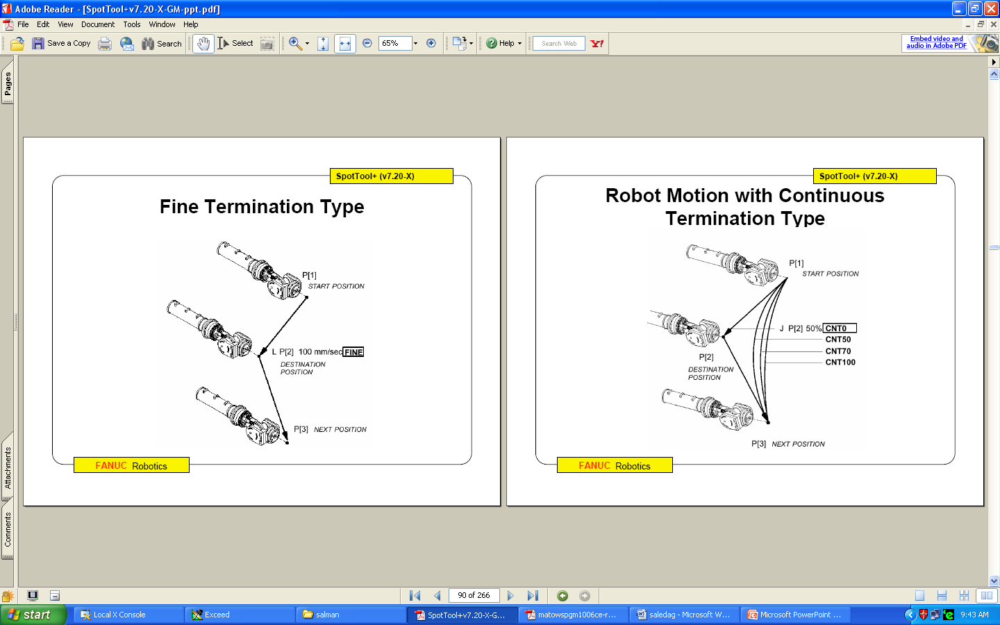 Adobe Reader - [SpotTool+v7.20-X-GM-ppt.pdf]
File Edit View Document Tools Window Help
Save a Copy Search Select 65% Help Search Web Y!
Embed video and
audio in Adobe PDF
Pages
Attachments
Comments
SpotTool+ (v7.20-X)
Fine Termination Type
P[1]
START POSITION
L P[2] 100 mm/sec FINE
DESTINATION
POSITION
P[3] NEXT POSITION
FANUC Robotics
SpotTool+ (v7.20-X)
Robot Motion with Continuous
Termination Type
P[1]
START POSITION
J P[2] 50% CNT0
CNT50
CNT70
CNT100
P[2]
DESTINATION
POSITION
P[3] NEXT POSITION
FANUC Robotics
90 of 266
start Local X Console Exceed salman SpotTool+v7.20-X-G... matowspgm1006ce-r... saledag - Microsoft W... Microsoft PowerPoint ... 9:43 AM